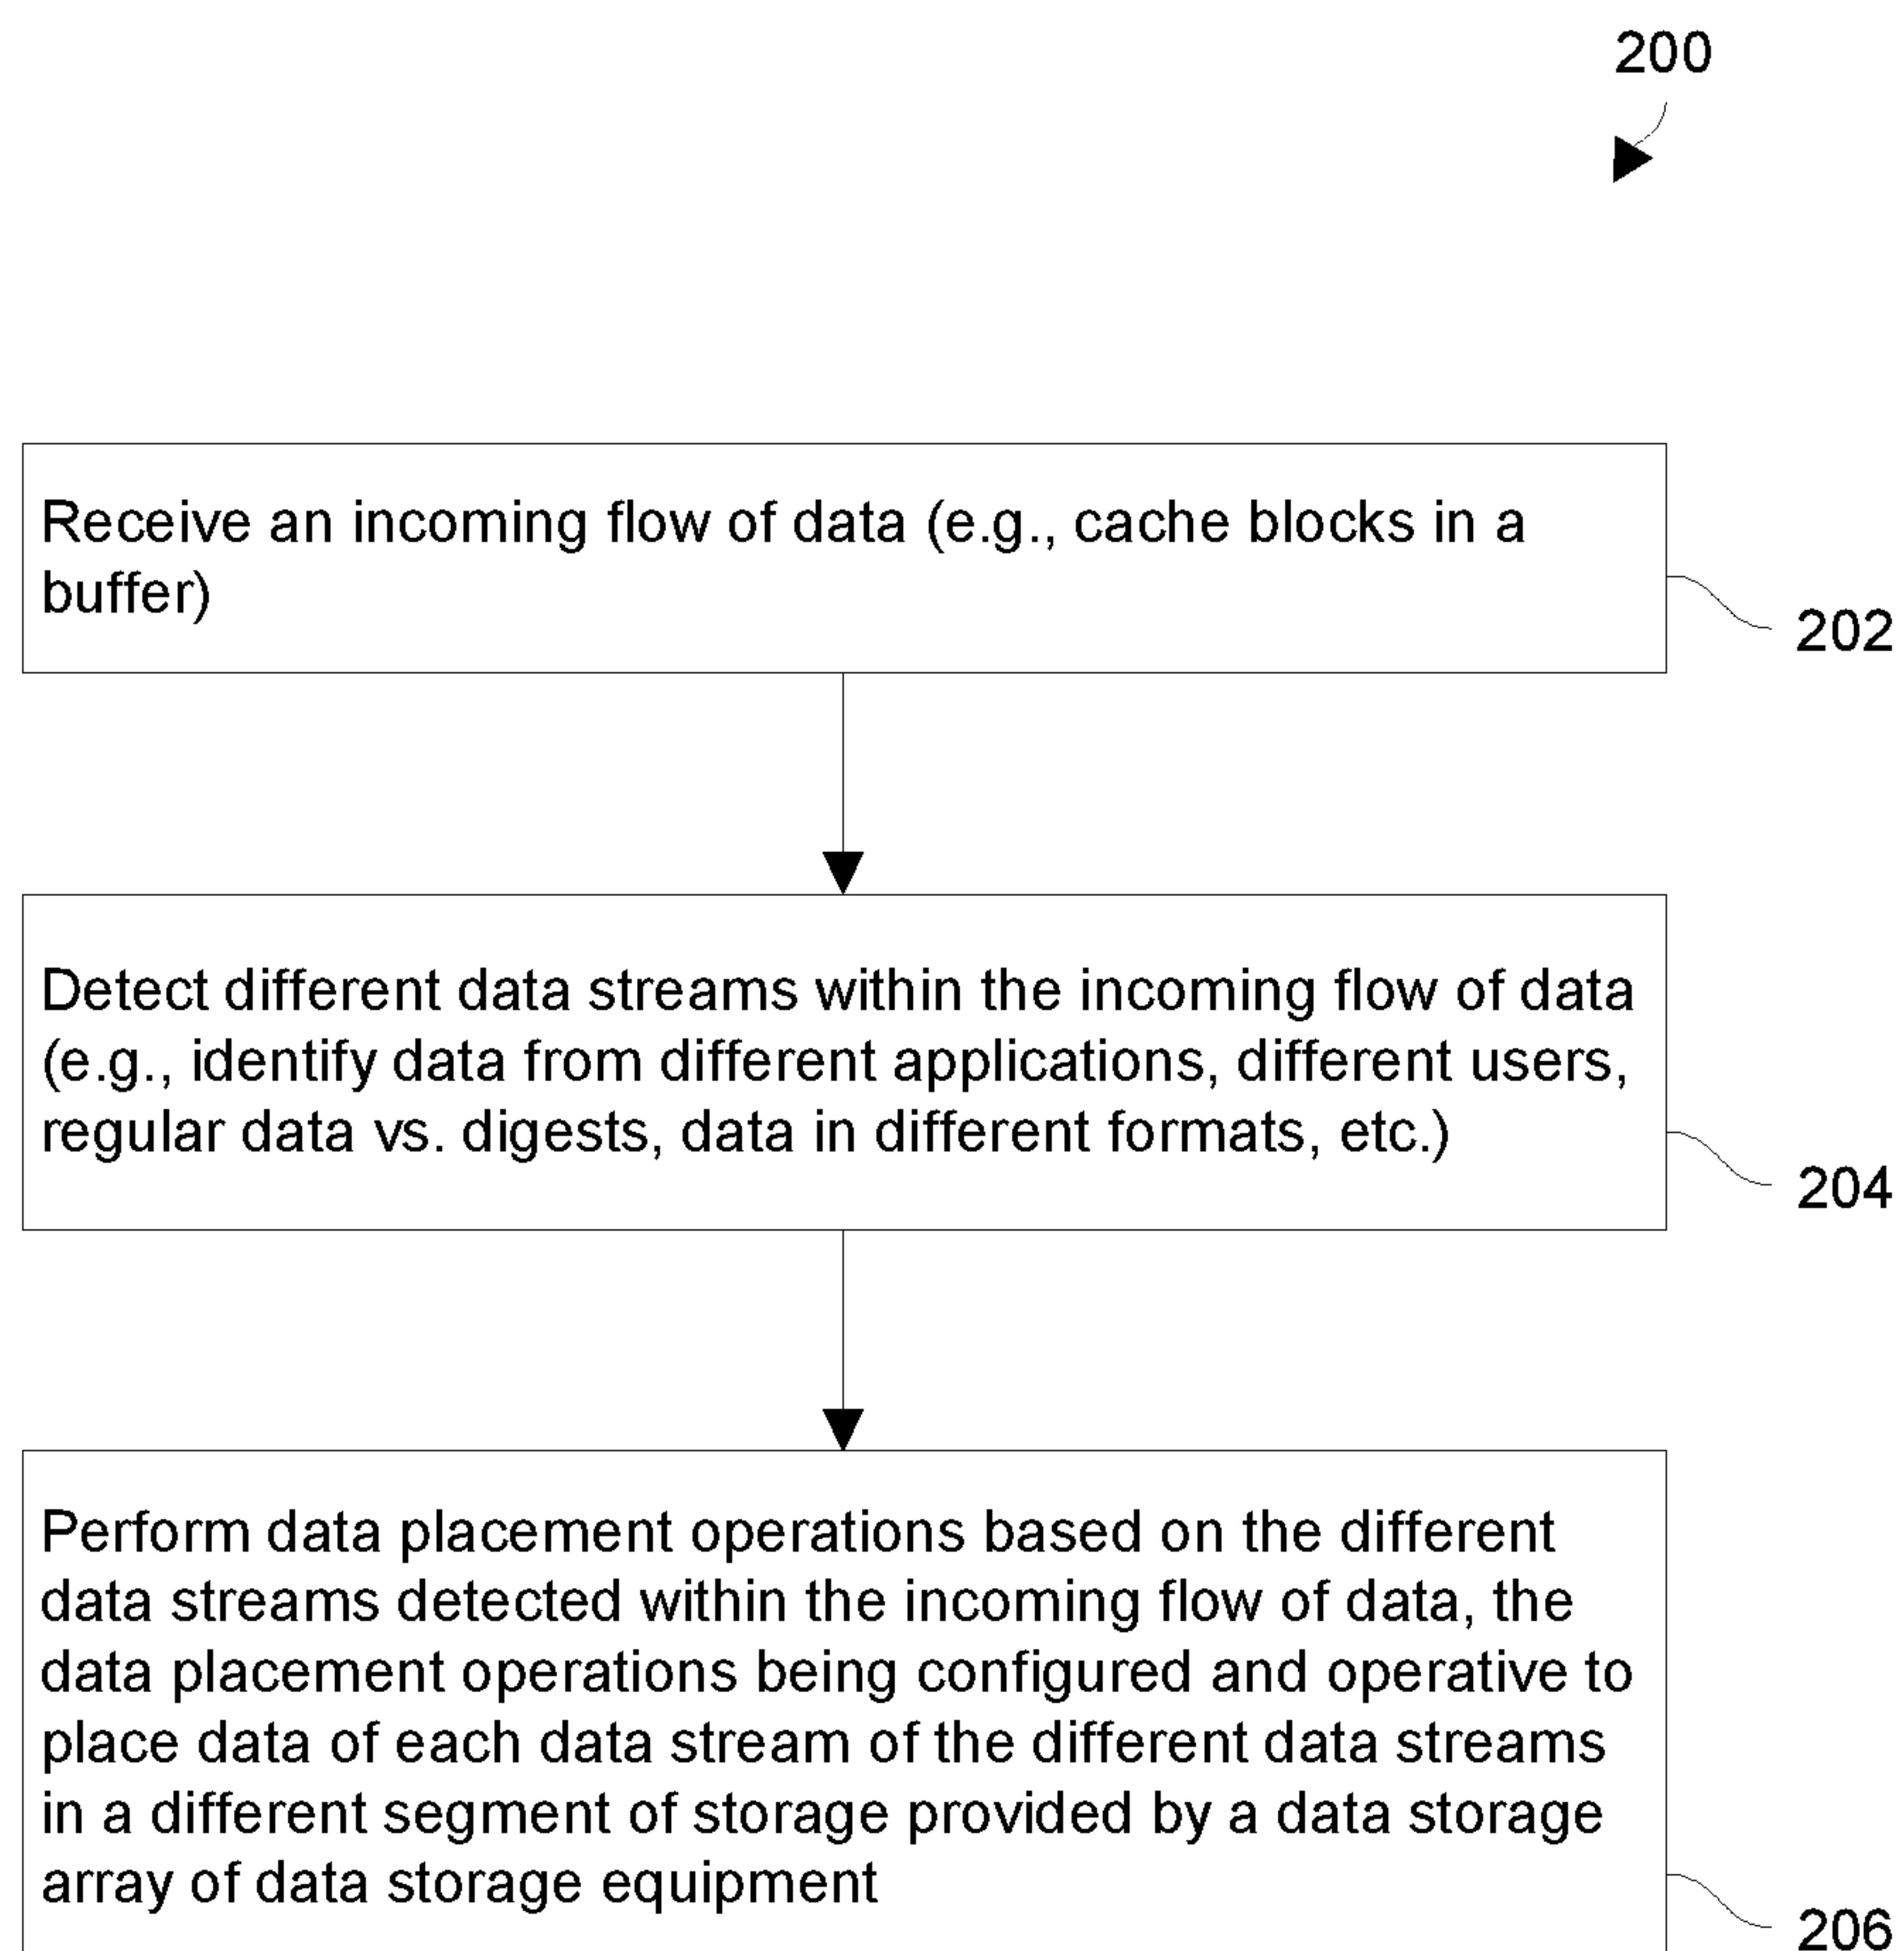 200
Receive an incoming flow of data (e.g., cache blocks in a
buffer)
202
Detect different data streams within the incoming flow of data
(e.g., identify data from different applications, different users,
regular data vs. digests, data in different formats, etc.)
204
Perform data placement operations based on the different
data streams detected within the incoming flow of data, the
data placement operations being configured and operative to
place data of each data stream of the different data streams
in a different segment of storage provided by a data storage
array of data storage equipment
206